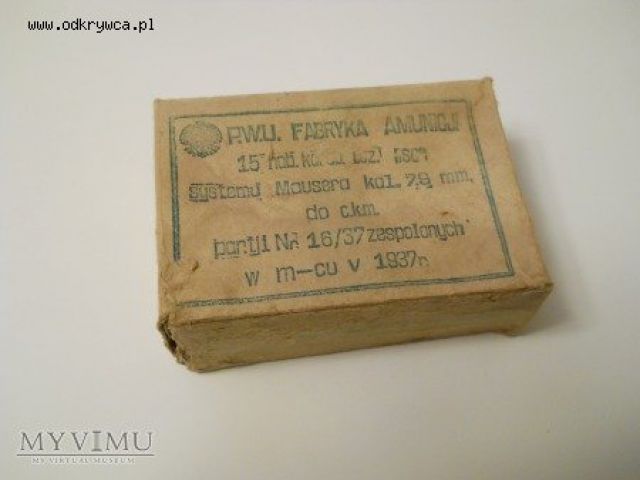 www.odkrywca.pl
P.W.U. FABRYKA AMUNICJI
15
systemu Mausera kal. 7,9 mm.
do c.k.m.
partji Nr 16/37 zespolonych
w m-cu V 1937 r.
MYVIMU
MY VIRTUAL MUSEUM